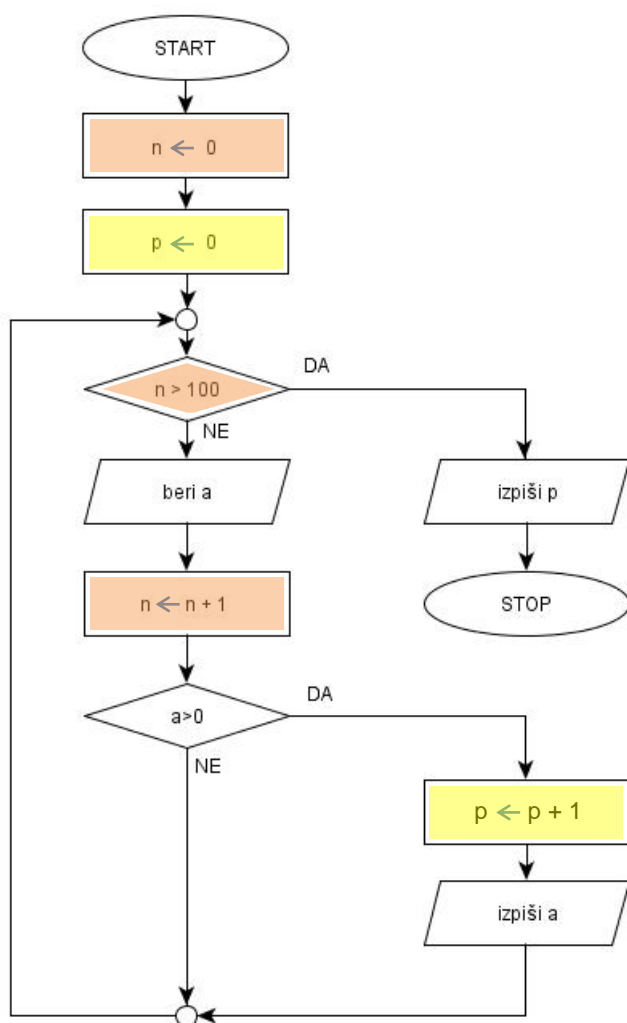 START
n ← 0
p ← 0
n > 100
DA
NE
beri a
izpiši p
n ← n + 1
STOP
a>0
DA
NE
p ← p + 1
izpiši a